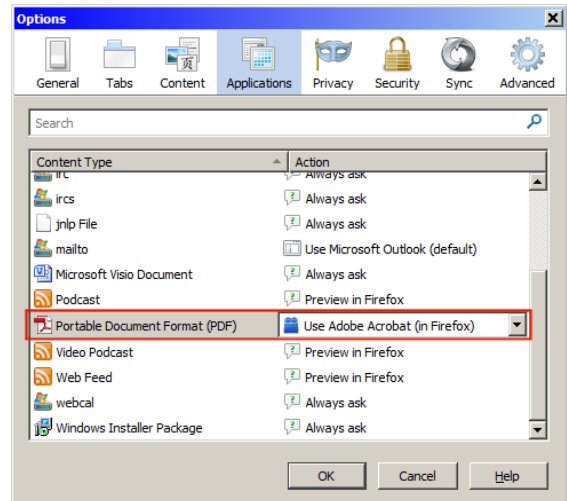 Options
General Tabs Content Applications Privacy Security Sync Advanced
Search
Content Type Action
irc Always ask
ircs Always ask
jnlp File Always ask
mailto Use Microsoft Outlook (default)
Microsoft Visio Document Always ask
Podcast Preview in Firefox
Portable Document Format (PDF) Use Adobe Acrobat (in Firefox)
Video Podcast Preview in Firefox
Web Feed Preview in Firefox
webcal Always ask
Windows Installer Package Always ask
OK Cancel Help